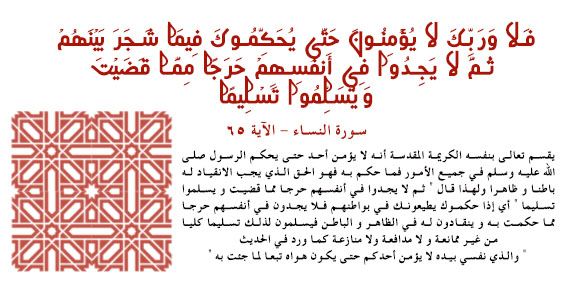 فَلَا وَرَبِّكَ لَا يُؤْمِنُونَ حَتَّىٰ يُحَكِّمُوكَ فِيمَا شَجَرَ بَيْنَهُمْ
ثُمَّ لَا يَجِدُوا فِي أَنفُسِهِمْ حَرَجًا مِمَّا قَضَيْتَ
وَيُسَلِّمُوا تَسْلِيمًا
سورة النساء - الآية ٦٥
يقسم تعالى بنفسه الكريمة المقدسة أنه لا يؤمن أحد حتى يحكم الرسول صلى
الله عليه وسلم في جميع الأمور فما حكم به فهو الحق الذي يجب الانقياد له
باطنا و ظاهرا ولهذا قال " ثم لا يجدوا في أنفسهم حرجا مما قضيت و يسلموا
تسليما " أي إذا حكموك يطيعونك في بواطنهم فلا يجدون في أنفسهم حرجا
مما حكمت به و ينقادون له في الظاهر و الباطن فيسلمون لذلك تسليما كليا
من غير ممانعة و لا مدافعة ولا منازعة كما ورد في الحديث
" والذي نفسي بيده لا يؤمن أحدكم حتى يكون هواه تبعا لما جئت به "